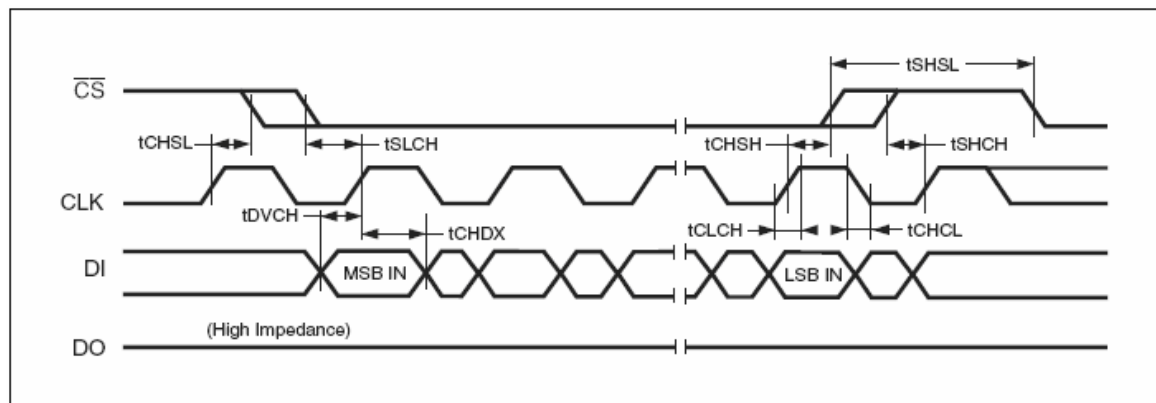 tSHSL
CS
tCHSL
tSLCH
tCHSH
tSHCH
CLK
tDVCH
tCHDX
tCLCH
tCHCL
DI
MSB IN
LSB IN
(High Impedance)
DO